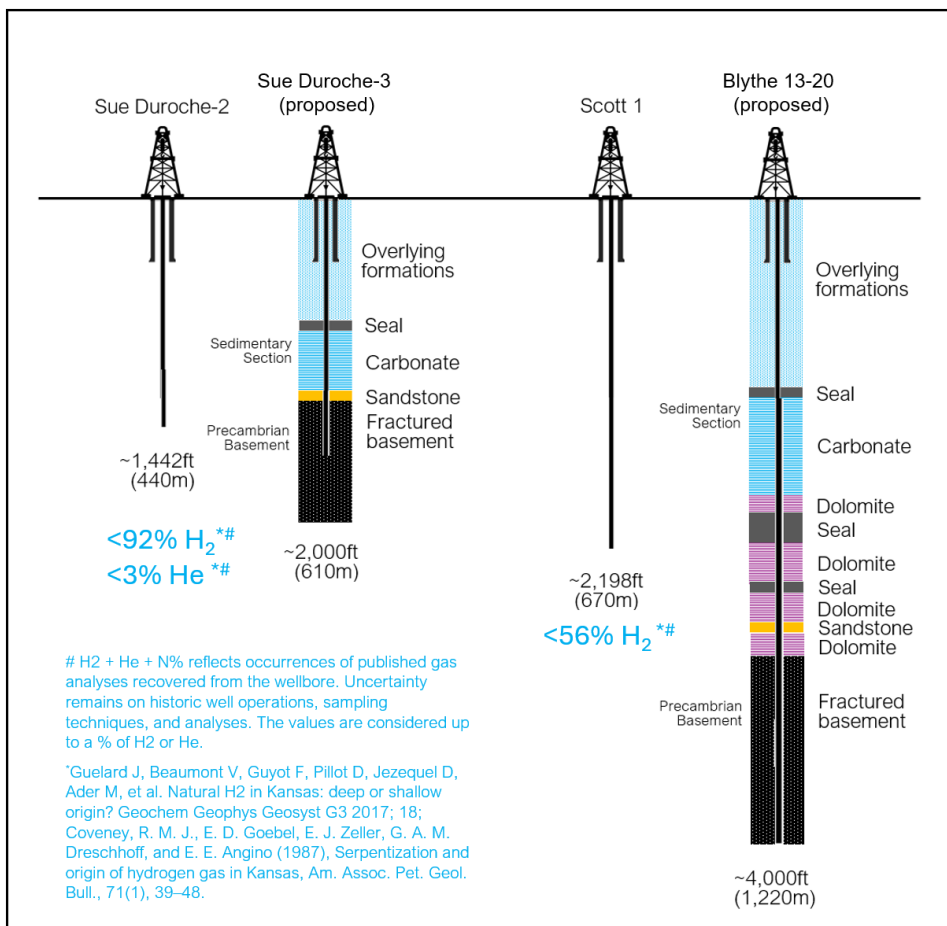 Sue Duroche-2
Sue Duroche-3
(proposed)
Scott 1
Blythe 13-20
(proposed)
Overlying
formations
Seal
Sedimentary
Section
Carbonate
Sandstone
Precambrian
Basement
Fractured
basement
~1,442ft
(440m)
<92% H2*#
<3% He *#
~2,000ft
(610m)
~2,198ft
(670m)
<56% H2*#
Overlying
formations
Seal
Sedimentary
Section
Carbonate
Dolomite
Seal
Dolomite
Seal
Dolomite
Sandstone
Dolomite
Precambrian
Basement
Fractured
basement
~4,000ft
(1,220m)
# H2 + He + N% reflects occurrences of published gas
analyses recovered from the wellbore. Uncertainty
remains on historic well operations, sampling
techniques, and analyses. The values are considered up
to a % of H2 or He.
*Guelard J, Beaumont V, Guyot F, Pillot D, Jezequel D,
Ader M, et al. Natural H2 in Kansas: deep or shallow
origin? Geochem Geophys Geosyst G3 2017; 18;
Coveney, R. M. J., E. D. Goebel, E. J. Zeller, G. A. M.
Dreschhoff, and E. E. Angino (1987), Serpentization and
origin of hydrogen gas in Kansas, Am. Assoc. Pet. Geol.
Bull., 71(1), 39–48.